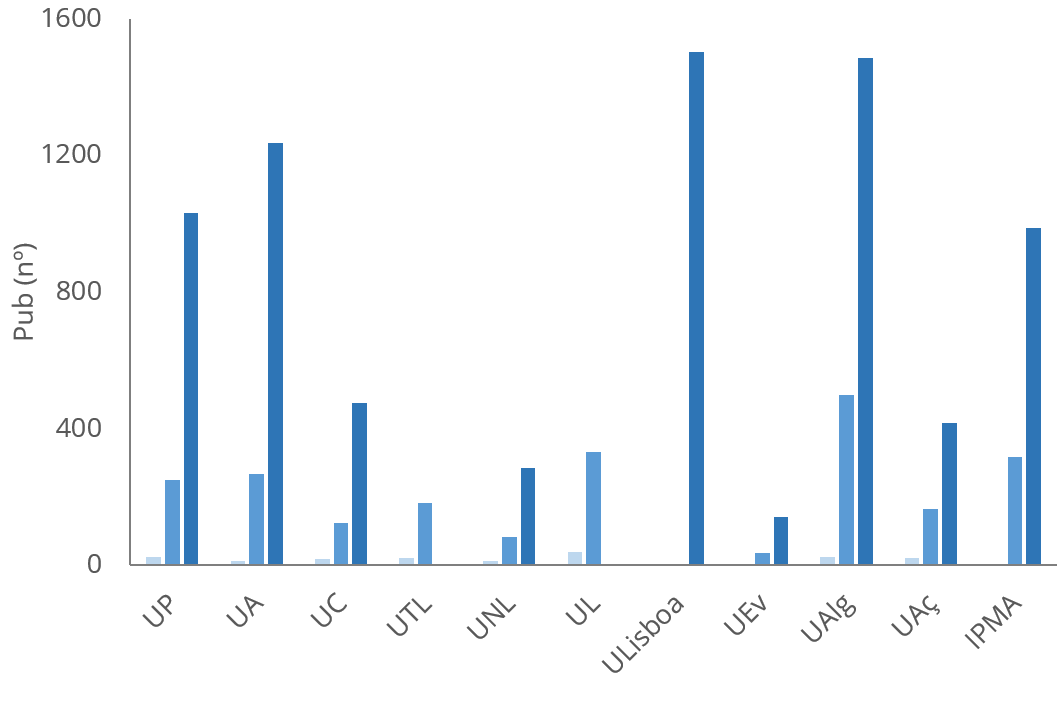 1600
1200
800
400
0
Pub (nº)
UP
UA
UC
UTL
UNL
UL
ULisboa
UEv
UAlg
UAç
IPMA